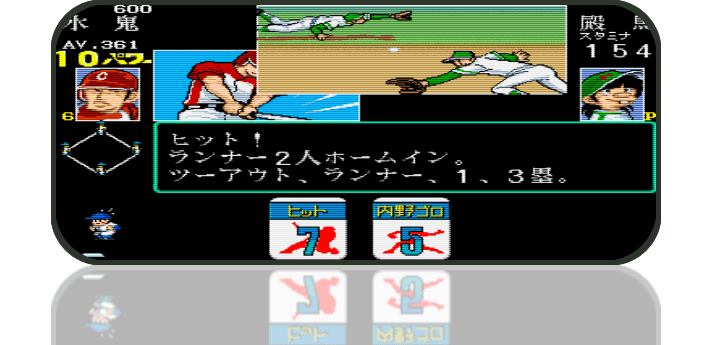 600
水鬼
殿馬
AV.361
スタミナ
154
10パワー
C
6
P
ヒット!
ランナー2人ホームイン。
ツーアウト、ランナー、1、3塁。
ヒット
内野ゴロ
7
5